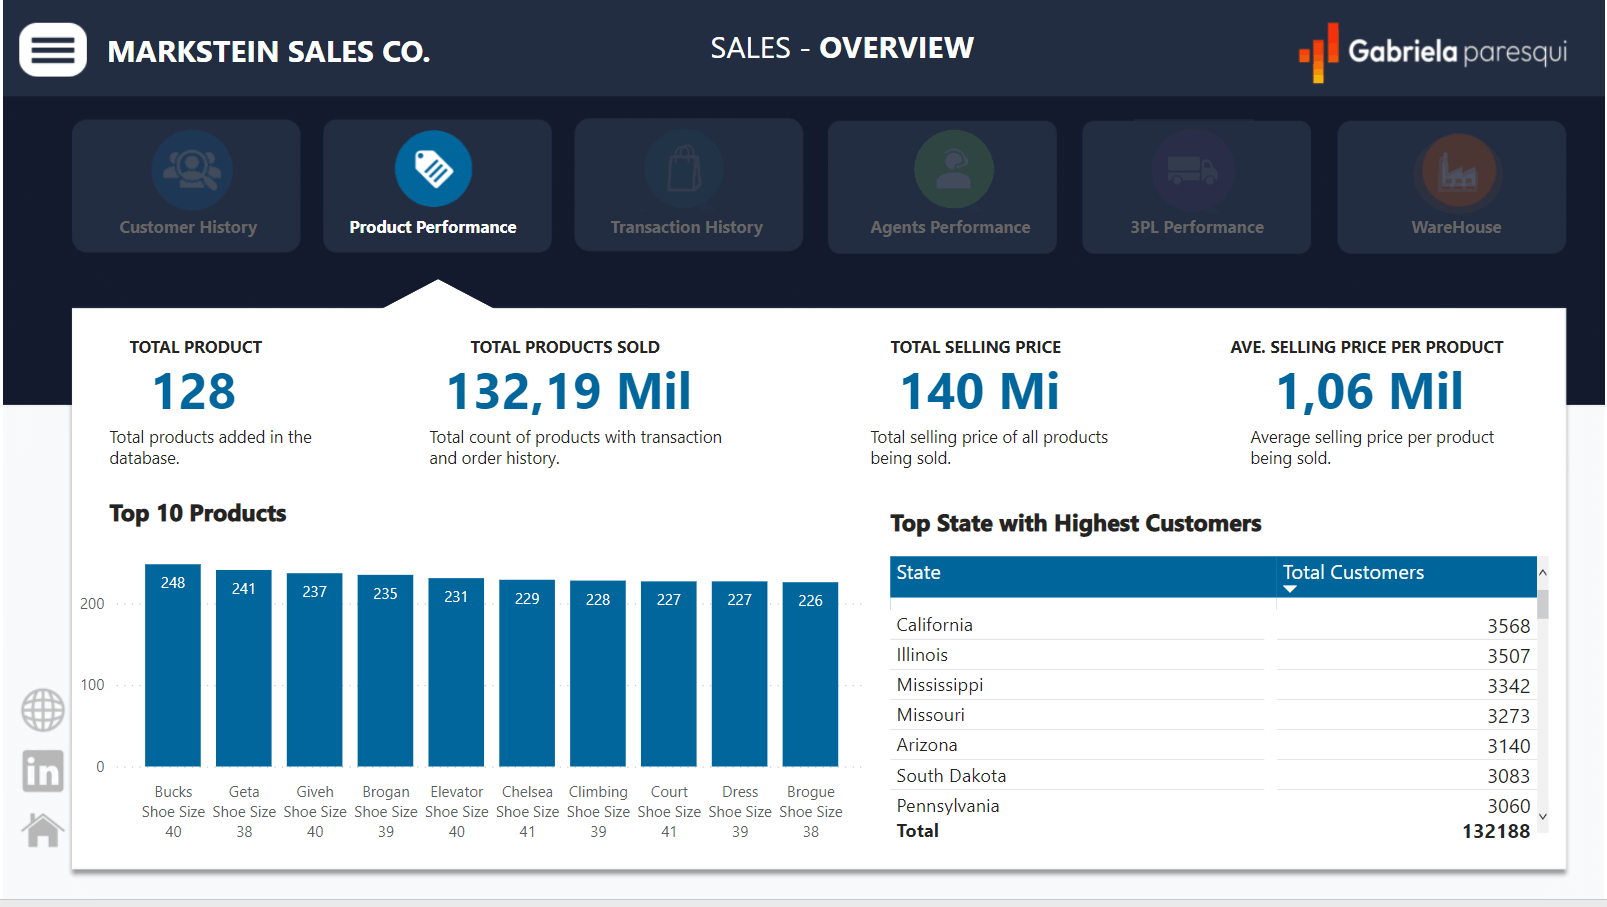 MARKSTEIN SALES CO.
SALES - OVERVIEW
Gabriela paresqui
Customer History
Product Performance
Transaction History
Agents Performance
3PL Performance
WareHouse
TOTAL PRODUCT
128
Total products added in the
database.
TOTAL PRODUCTS SOLD
132,19 Mil
Total count of products with transaction
and order history.
TOTAL SELLING PRICE
140 Mi
Total selling price of all products
being sold.
AVE. SELLING PRICE PER PRODUCT
1,06 Mil
Average selling price per product
being sold.
Top 10 Products
200
100
0
248
241
237
235
231
229
228
227
227
226
Bucks
Shoe Size
40
Geta
Shoe Size
38
Giveh
Shoe Size
40
Brogan
Shoe Size
39
Elevator
Shoe Size
40
Chelsea
Shoe Size
41
Climbing
Shoe Size
39
Court
Shoe Size
41
Dress
Shoe Size
39
Brogue
Shoe Size
38
Top State with Highest Customers
State Total Customers
California 3568
Illinois 3507
Mississippi 3342
Missouri 3273
Arizona 3140
South Dakota 3083
Pennsylvania 3060
Total 132188
in